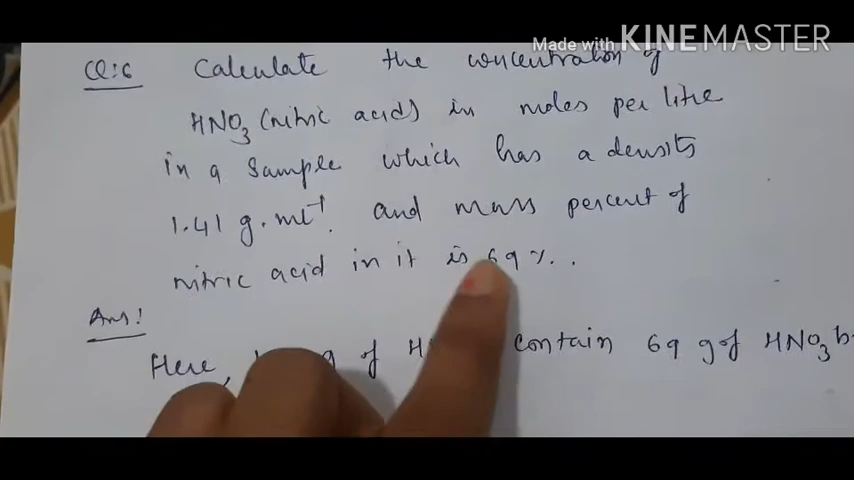 Made with KINEMASTER
Q:6 Calculate the concentration of
HNO₃ (nitric acid) in moles per litre
in a sample which has a density
1.41 g.ml⁻¹. and mass percent of
nitric acid in it is 69%..
Ans:
Here, g of contain 69 g of HNO₃ b